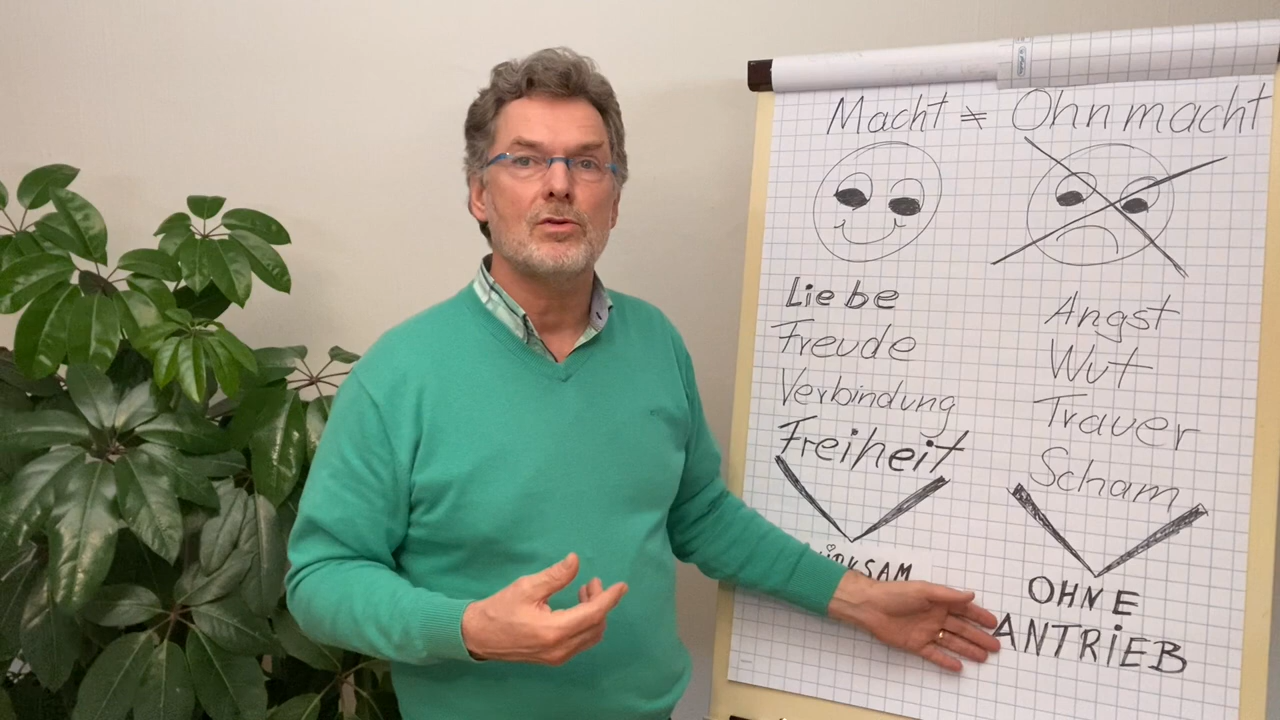 Macht ≠ Ohnmacht
Liebe
Freude
Verbindung
Freiheit
Angst
Wut
Trauer
Scham
OHNE
ANTRiEB